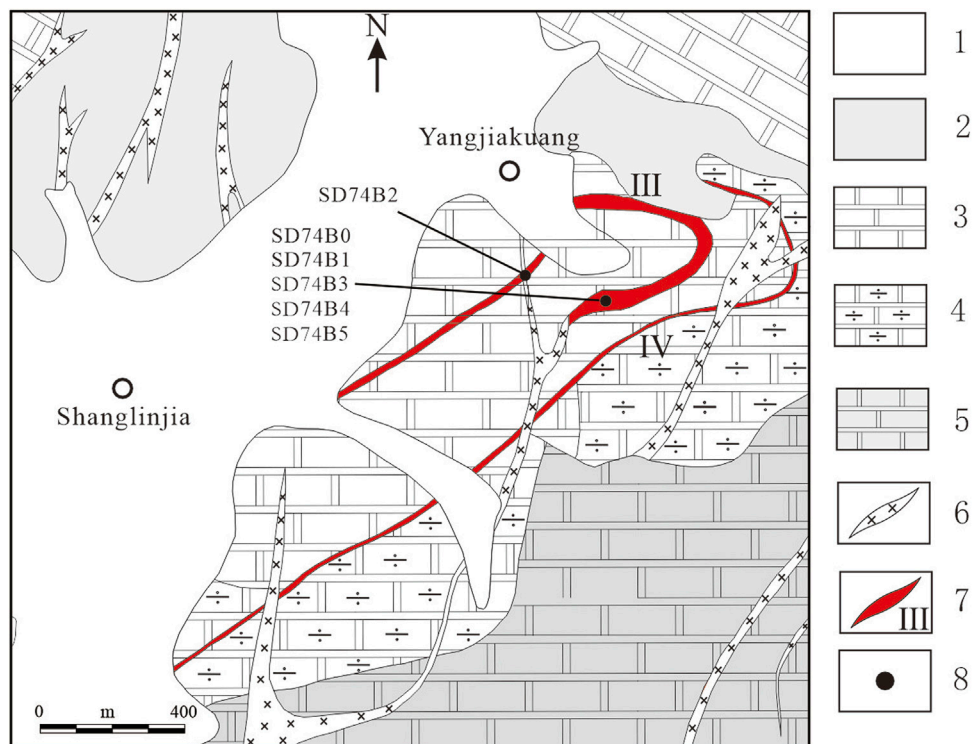 N
Yangjiakuang
III
SD74B2
SD74B0
SD74B1
SD74B3
SD74B4
SD74B5
IV
Shanglinjia
0 m 400
1
2
3
4
5
6
III 7
8